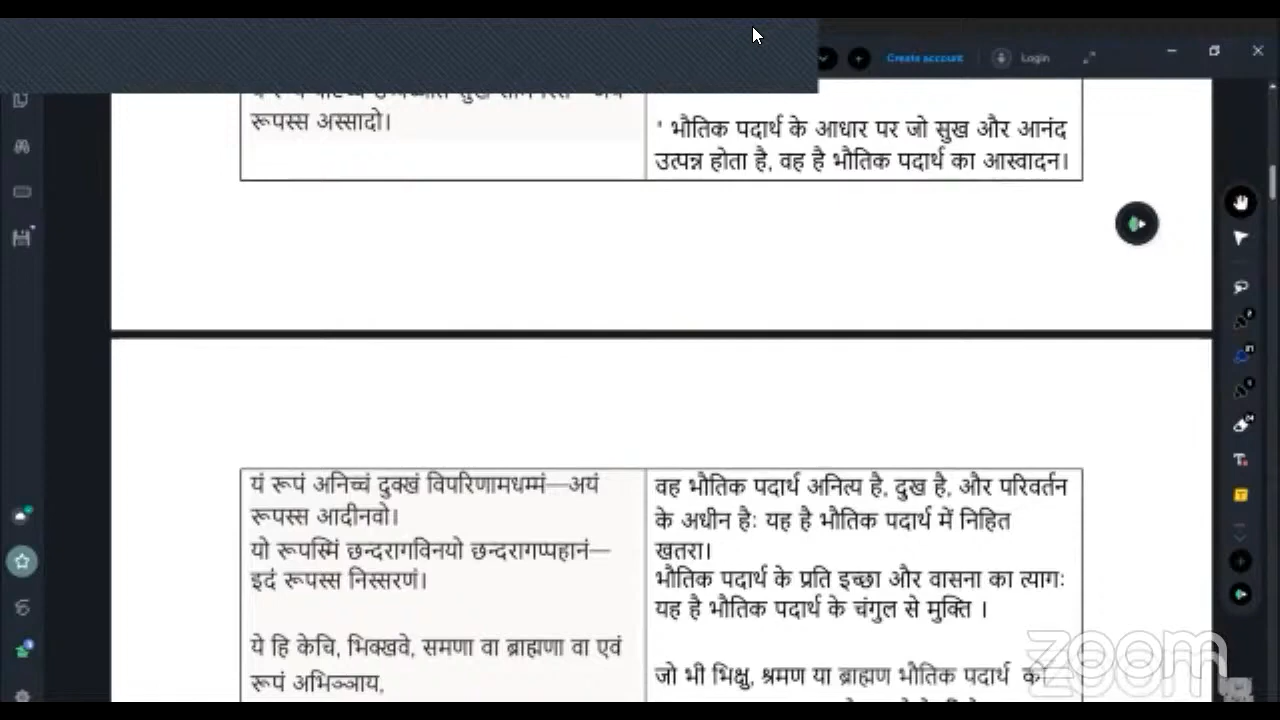 Create account
Login
रूपस्स अस्सादो।
' भौतिक पदार्थ के आधार पर जो सुख और आनंद
उत्पन्न होता है, वह है भौतिक पदार्थ का आस्वादन।
यं रूपं अनिच्चं दुक्खं विपरिणामधम्मं—अयं
रूपस्स आदीनवो।
यो रूपस्मिं छन्दरागविनयो छन्दरागप्पहानं—
इदं रूपस्स निस्सरणं।
ये हि केचि, भिक्खवे, समणा वा ब्राह्मणा वा एवं
रूपं अभिञ्ञाय,
वह भौतिक पदार्थ अनित्य है, दुख है, और परिवर्तन
के अधीन है: यह है भौतिक पदार्थ में निहित
खतरा।
भौतिक पदार्थ के प्रति इच्छा और वासना का त्याग:
यह है भौतिक पदार्थ के चंगुल से मुक्ति ।
जो भी भिक्षु, श्रमण या ब्राह्मण भौतिक पदार्थ का
zoom